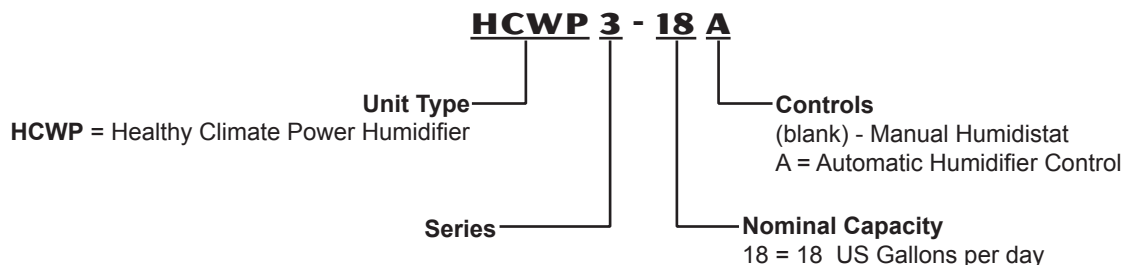 HCWP 3 - 18 A
Unit Type
HCWP = Healthy Climate Power Humidifier
Controls
(blank) - Manual Humidistat
A = Automatic Humidifier Control
Series
Nominal Capacity
18 = 18 US Gallons per day